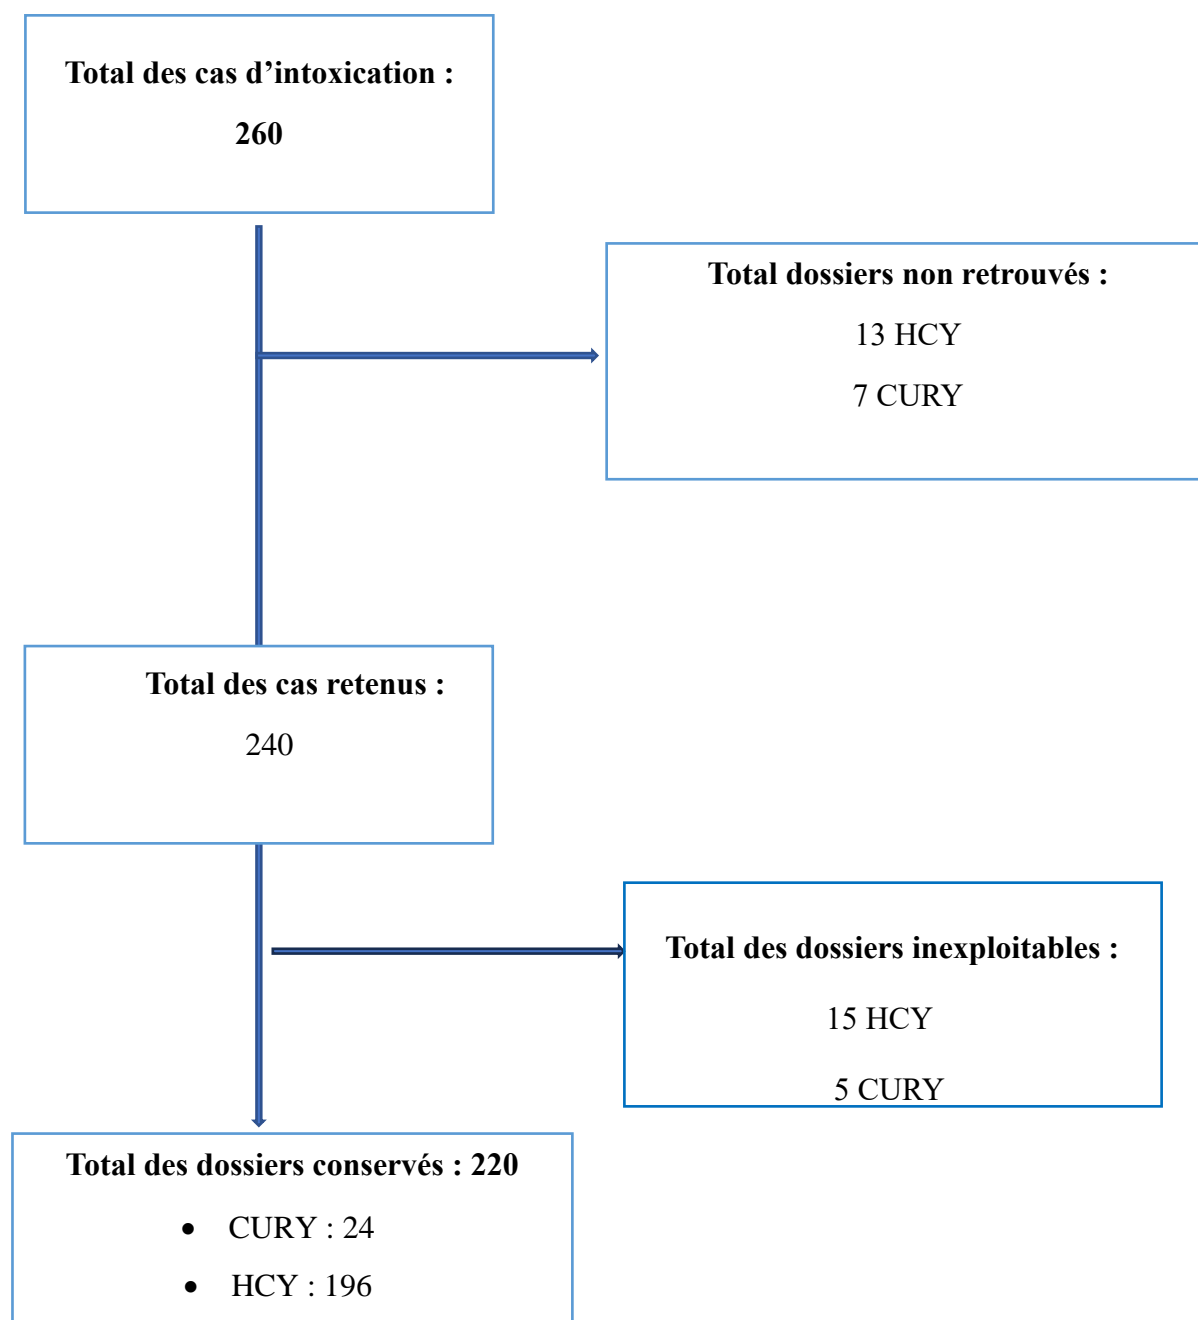 Total des cas d’intoxication :
260
Total dossiers non retrouvés :
13 HCY
7 CURY
Total des cas retenus :
240
Total des dossiers inexploitables :
15 HCY
5 CURY
Total des dossiers conservés : 220
• CURY : 24
• HCY : 196